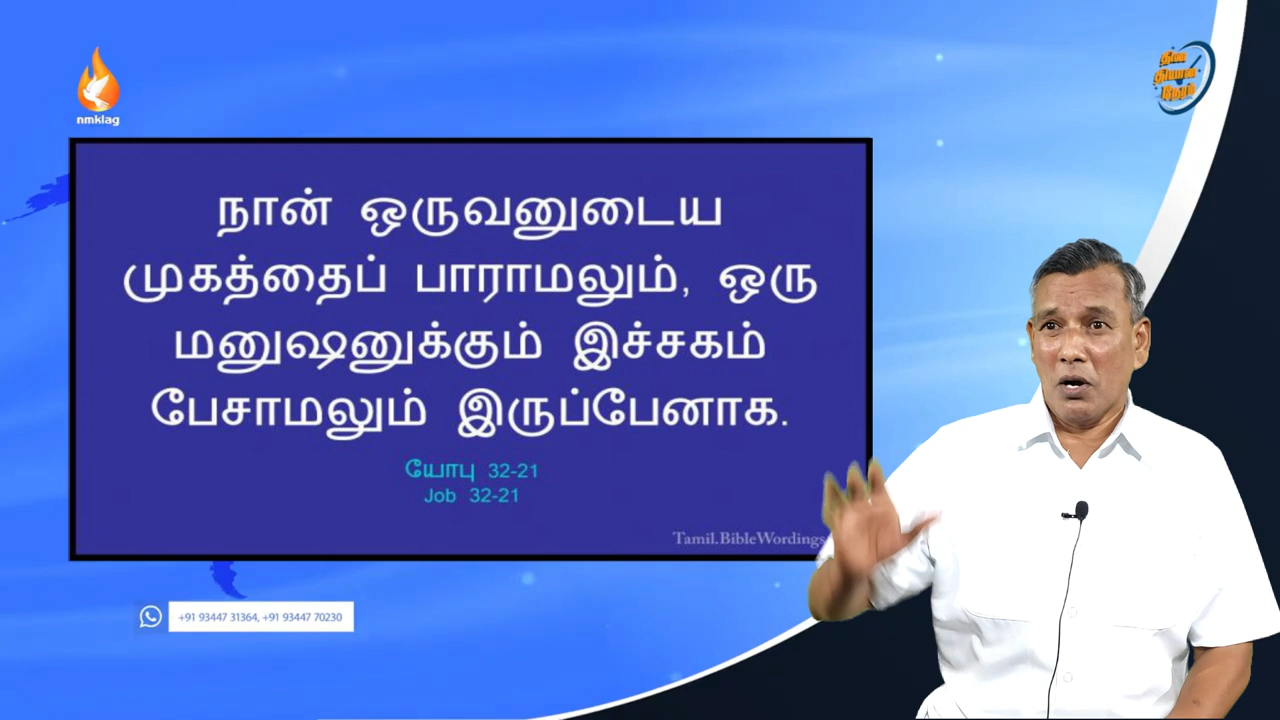 nmklag
தின
தியான
நேரம்
நான் ஒருவனுடைய
முகத்தைப் பாராமலும், ஒரு
மனுஷனுக்கும் இச்சகம்
பேசாமலும் இருப்பேனாக.
யோபு 32-21
Job 32-21
Tamil.BibleWordings
+91 93447 31364, +91 93447 70230